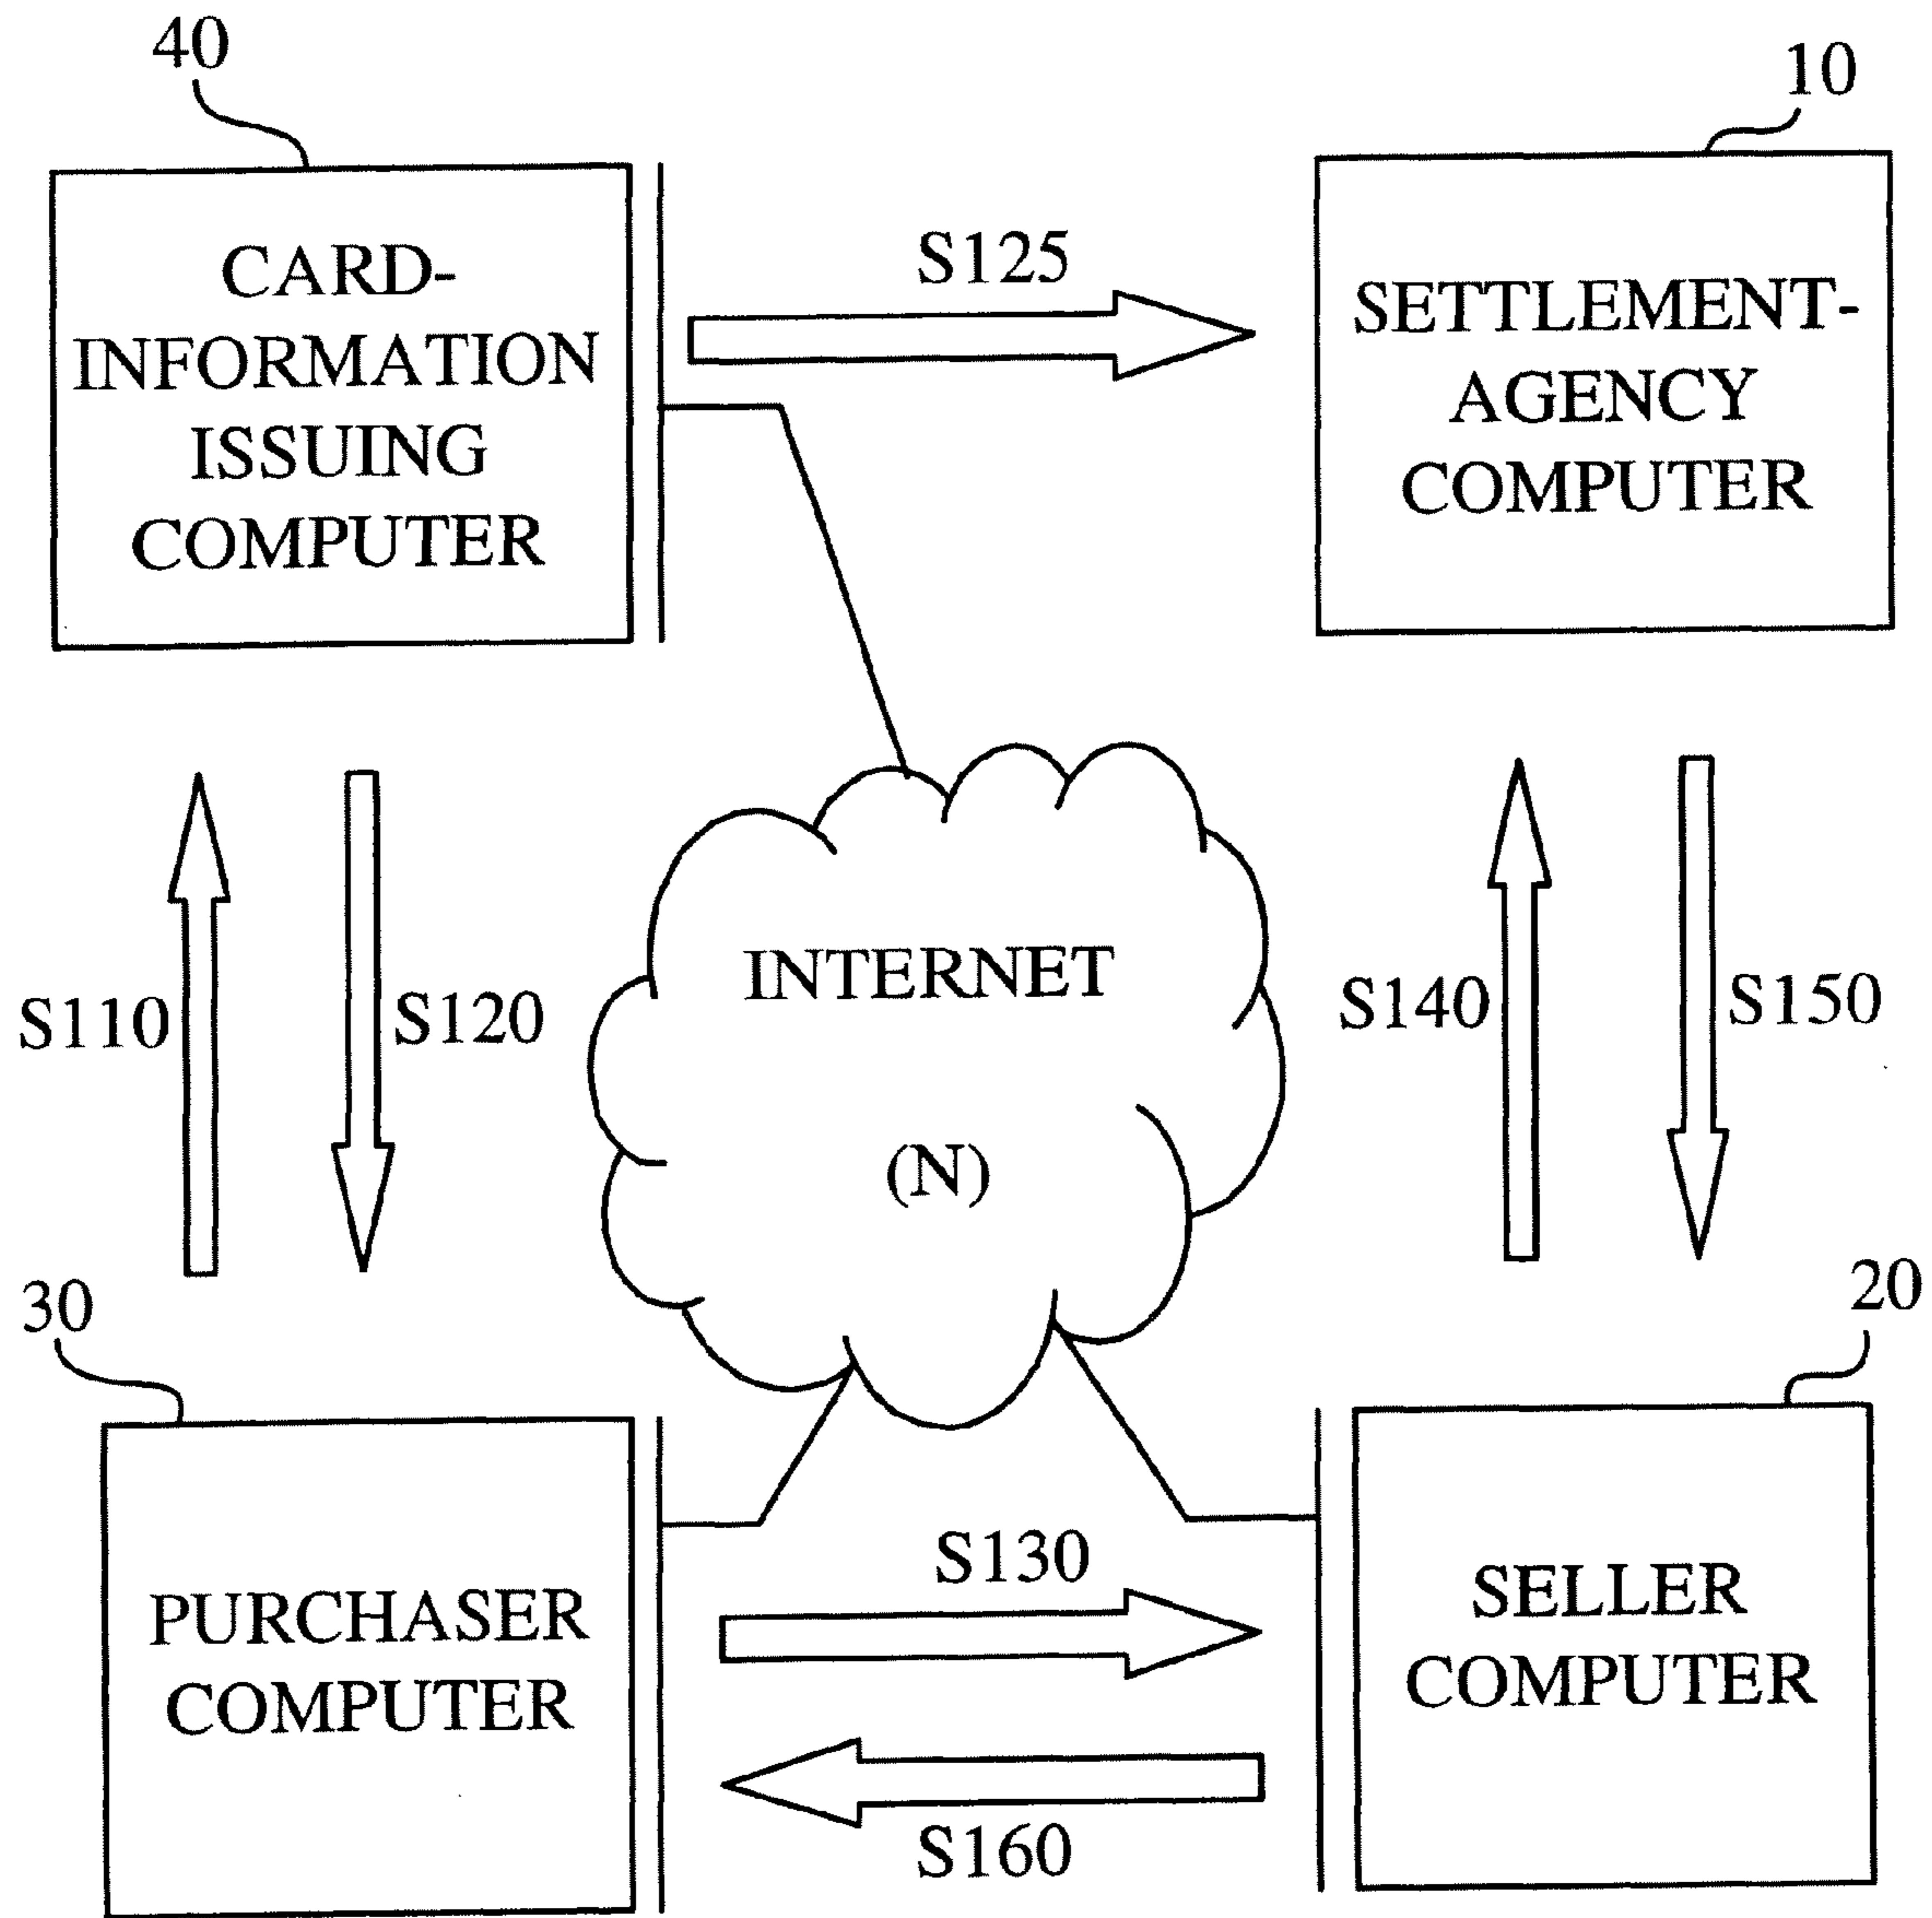 40
10
CARD-
INFORMATION
ISSUING
COMPUTER
S125
SETTLEMENT-
AGENCY
COMPUTER
S110
S120
INTERNET
(N)
S140
S150
30
20
PURCHASER
COMPUTER
S130
S160
SELLER
COMPUTER